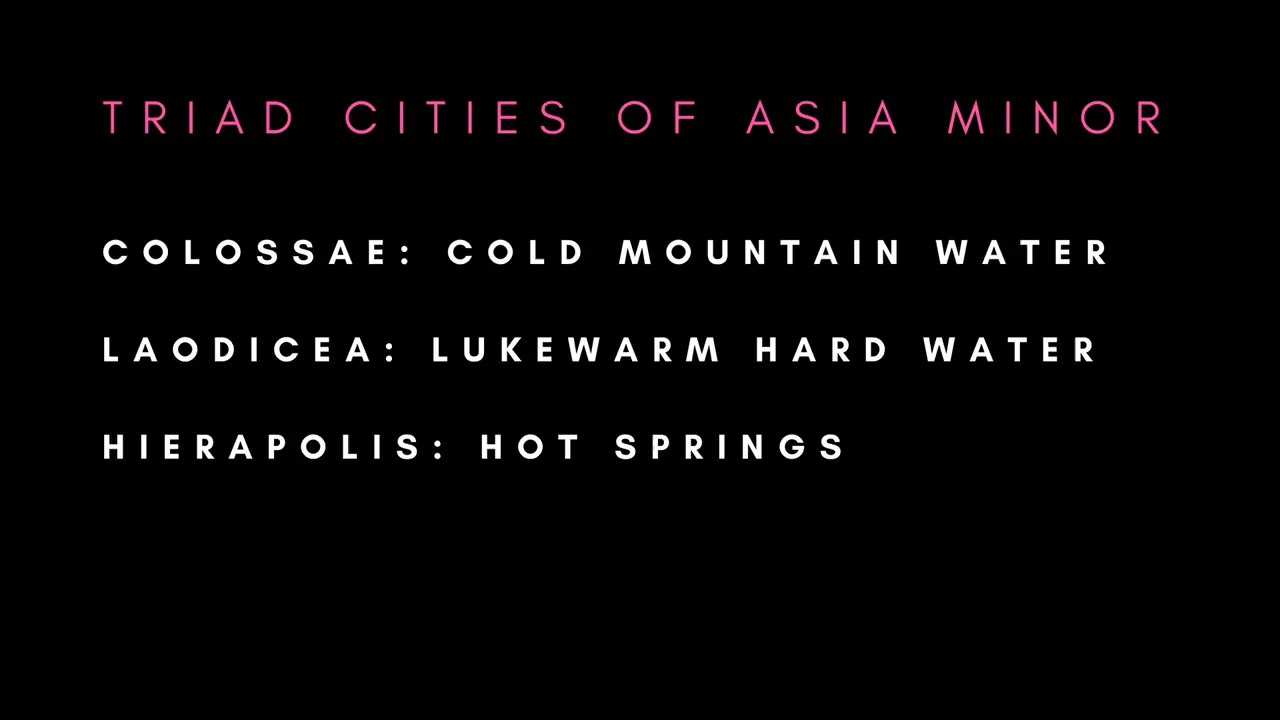 TRIAD CITIES OF ASIA MINOR
COLOSSAE: COLD MOUNTAIN WATER
LAODICEA: LUKEWARM HARD WATER
HIERAPOLIS: HOT SPRINGS